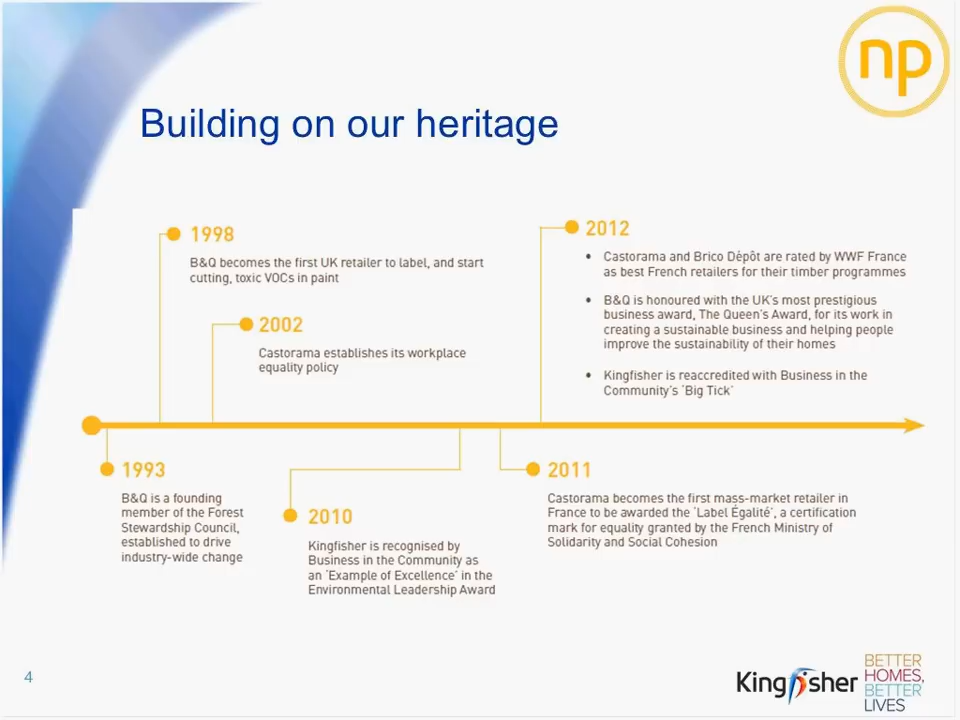 np
Building on our heritage
1998
B&Q becomes the first UK retailer to label, and start
cutting, toxic VOCs in paint
2002
Castorama establishes its workplace
equality policy
2012
• Castorama and Brico Dèpôt are rated by WWF France
as best French retailers for their timber programmes
• B&Q is honoured with the UK's most prestigious
business award, The Queen's Award, for its work in
creating a sustainable business and helping people
improve the sustainability of their homes
• Kingfisher is reaccredited with Business in the
Community's 'Big Tick'
1993
B&Q is a founding
member of the Forest
Stewardship Council,
established to drive
industry-wide change
2010
Kingfisher is recognised by
Business in the Community as
an 'Example of Excellence' in the
Environmental Leadership Award
2011
Castorama becomes the first mass-market retailer in
France to be awarded the 'Label Égalité', a certification
mark for equality granted by the French Ministry of
Solidarity and Social Cohesion
4
Kingfisher
BETTER
HOMES,
BETTER
LIVES